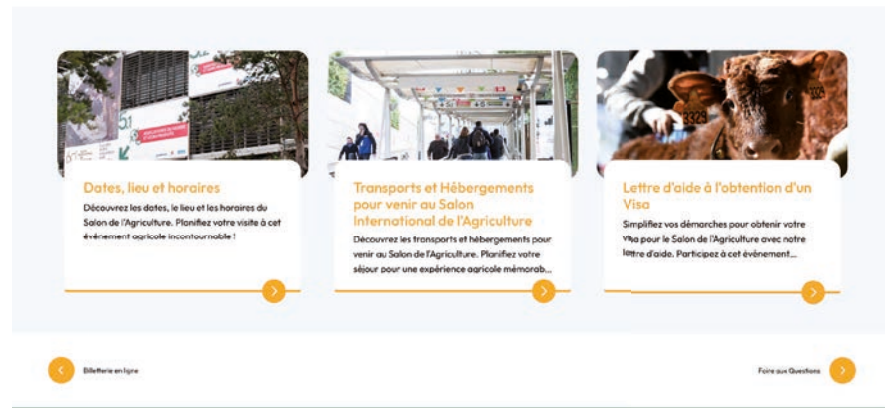 5.1
3329
Dates, lieu et horaires
Découvrez les dates, le lieu et les horaires du
Salon de l'Agriculture. Planifiez votre visite à cet
événement agricole incontournable !
Transports et Hébergements
pour venir au Salon
International de l'Agriculture
Découvrez les transports et hébergements pour
venir au Salon de l'Agriculture. Planifiez votre
séjour pour une expérience agricole mémorab...
Lettre d'aide à l'obtention d'un
Visa
Simplifiez vos démarches pour obtenir votre
visa pour le Salon de l'Agriculture avec notre
lettre d'aide. Participez à cet événement...
Billetterie en ligne
Foire aux Questions